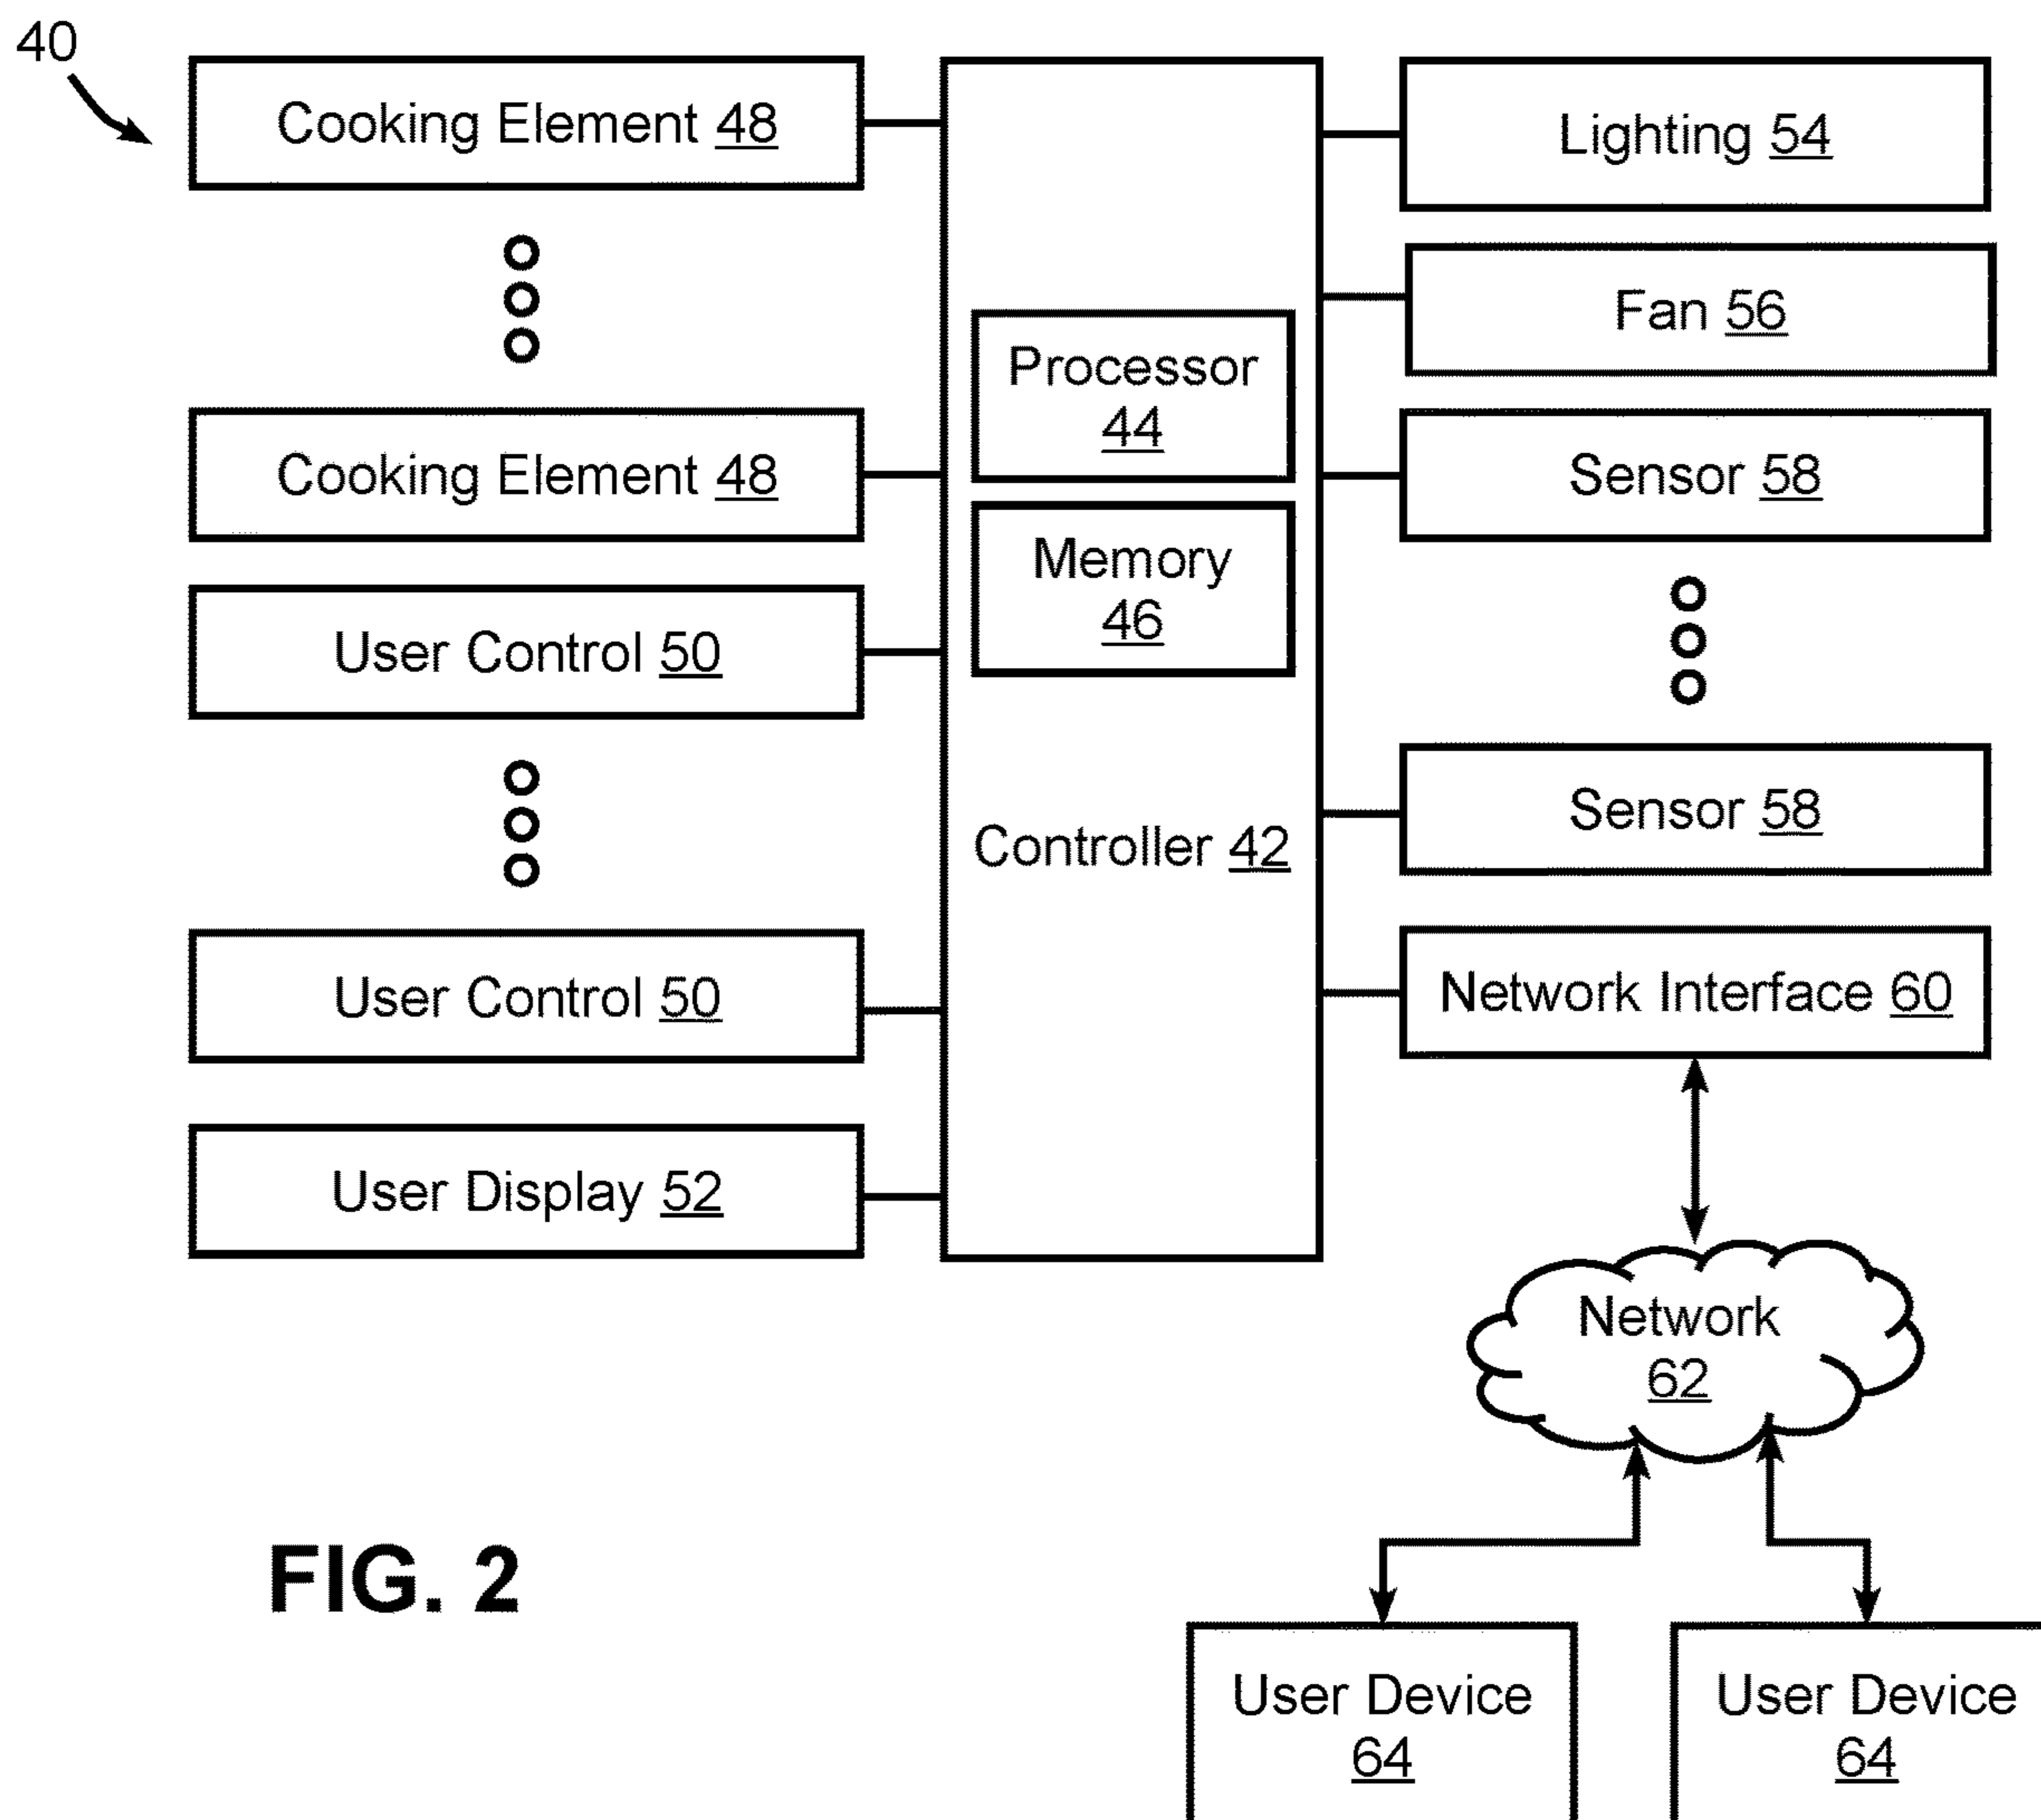 40
Cooking Element 48
Cooking Element 48
User Control 50
User Control 50
User Display 52
Processor
44
Memory
46
Controller 42
Lighting 54
Fan 56
Sensor 58
Sensor 58
Network Interface 60
Network
62
User Device
64
User Device
64
FIG. 2